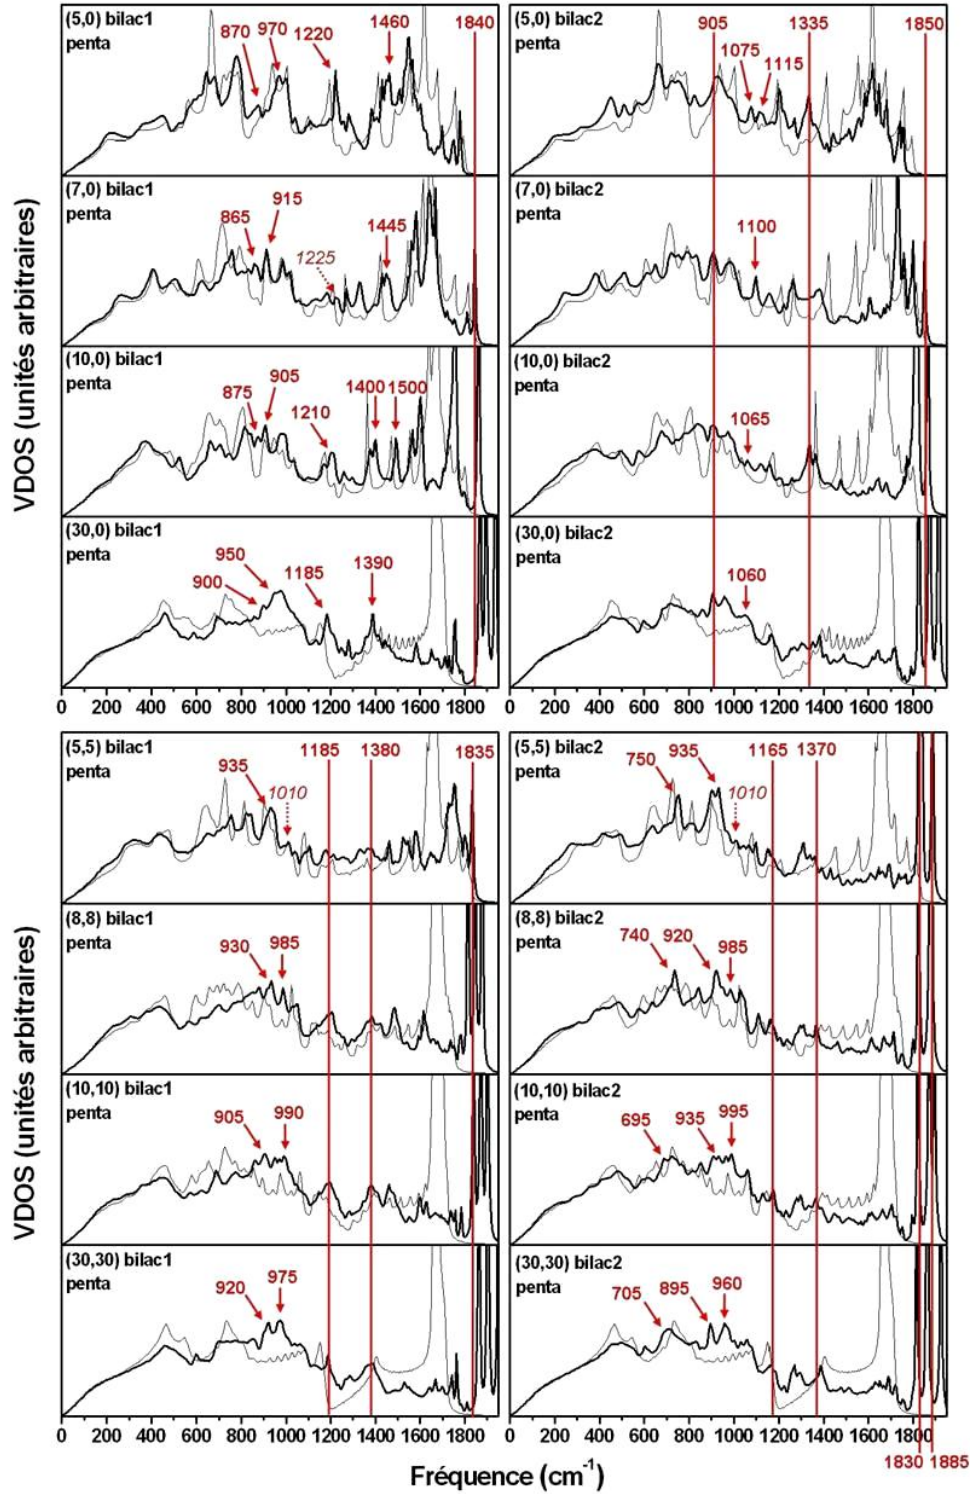 (5,0) bilac1
penta
870
970
1220
1460
1840
(5,0) bilac2
penta
905
1075
1115
1335
1850
(7,0) bilac1
penta
865
915
1225
1445
(7,0) bilac2
penta
1100
(10,0) bilac1
penta
875
905
1210
1400
1500
(10,0) bilac2
penta
1065
(30,0) bilac1
penta
900
950
1185
1390
(30,0) bilac2
penta
1060
VDOS (unités arbitraires)
0 200 400 600 800 1000 1200 1400 1600 1800
0 200 400 600 800 1000 1200 1400 1600 1800
(5,5) bilac1
penta
935
1010
1185
1380
1835
(5,5) bilac2
penta
750
935
1010
1165
1370
(8,8) bilac1
penta
930
985
(8,8) bilac2
penta
740
920
985
(10,10) bilac1
penta
905
990
(10,10) bilac2
penta
695
935
995
(30,30) bilac1
penta
920
975
(30,30) bilac2
penta
705
895
960
VDOS (unités arbitraires)
0 200 400 600 800 1000 1200 1400 1600 1800
0 200 400 600 800 1000 1200 1400 1600 1800
1830 1885
Fréquence (cm⁻¹)